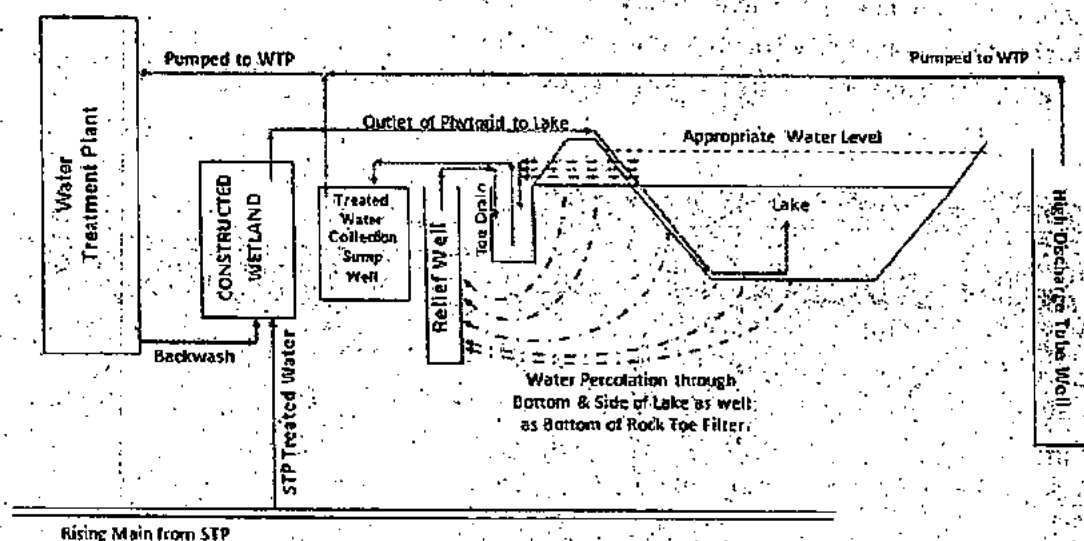 Pumped to WTP
Pumped to WTP
Water
Treatment Plant
Outlet of Phytorid to Lake
Appropriate Water Level
CONSTRUCTED
WETLAND
Treated
Water
Collection
Sump
Well
Relief Well
Toe Drain
Lake
High Discharge Tube Well
Backwash
STP Treated Water
Water Percolation through
Bottom & Side of Lake as well
as Bottom of Rock Toe Filter.
Rising Main from STP